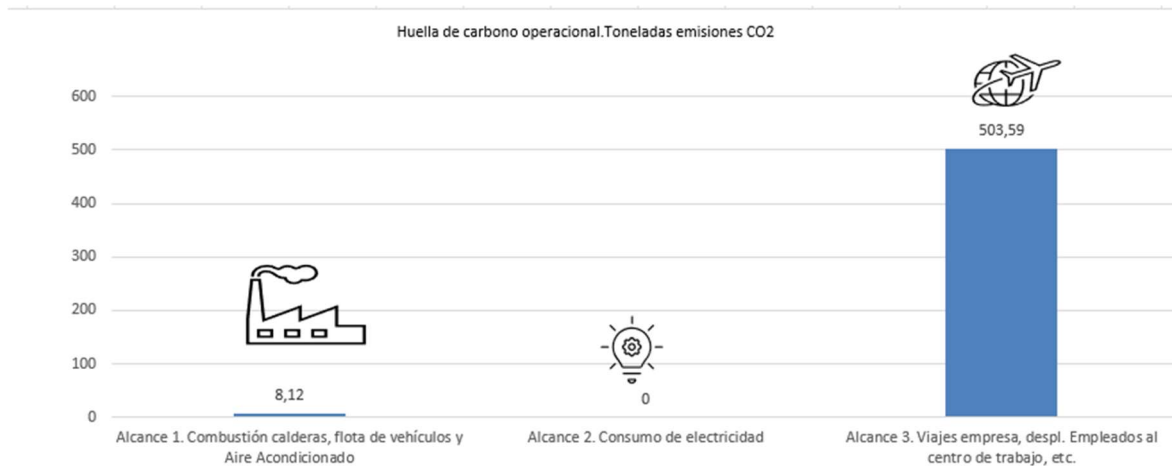 Huella de carbono operacional.Toneladas emisiones CO2
600
503,59
500
400
300
200
100
8,12
0
0
Alcance 1. Combustión calderas, flota de vehículos y
Aire Acondicionado
Alcance 2. Consumo de electricidad
Alcance 3. Viajes empresa, despl. Empleados al
centro de trabajo, etc.